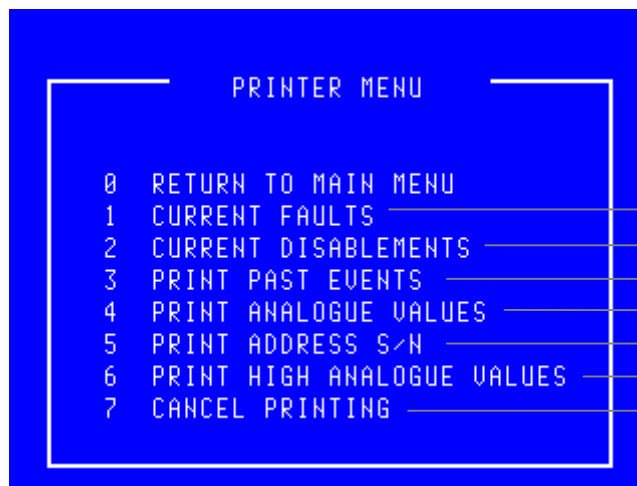 PRINTER MENU
0 RETURN TO MAIN MENU
1 CURRENT FAULTS
2 CURRENT DISABLEMENTS
3 PRINT PAST EVENTS
4 PRINT ANALOGUE VALUES
5 PRINT ADDRESS S/N
6 PRINT HIGH ANALOGUE VALUES
7 CANCEL PRINTING